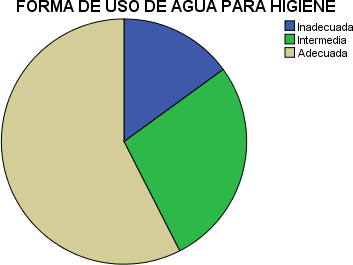 FORMA DE USO DE AGUA PARA HIGIENE
Inadecuada
Intermedia
Adecuada